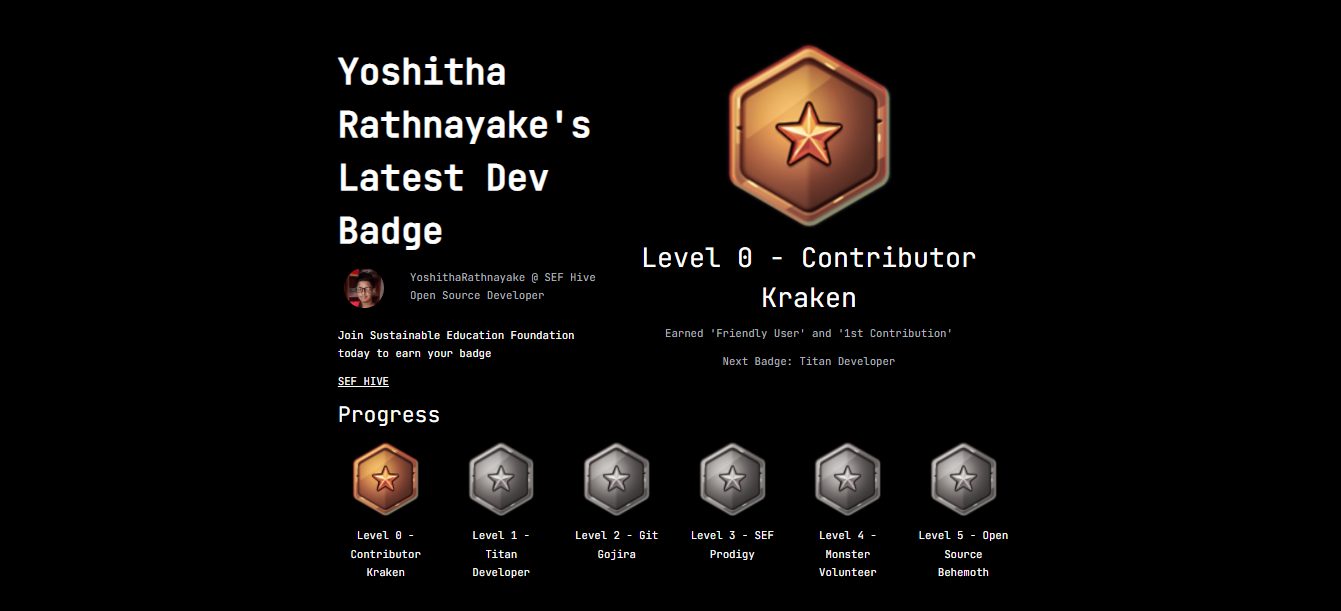 Yoshitha
Rathnayake's
Latest Dev
Badge
YoshithaRathnayake @ SEF Hive
Open Source Developer
Join Sustainable Education Foundation
today to earn your badge
SEF HIVE
Level 0 - Contributor
Kraken
Earned 'Friendly User' and '1st Contribution'
Next Badge: Titan Developer
Progress
Level 0 -
Contributor
Kraken
Level 1 -
Titan
Developer
Level 2 - Git
Gojira
Level 3 - SEF
Prodigy
Level 4 -
Monster
Volunteer
Level 5 - Open
Source
Behemoth